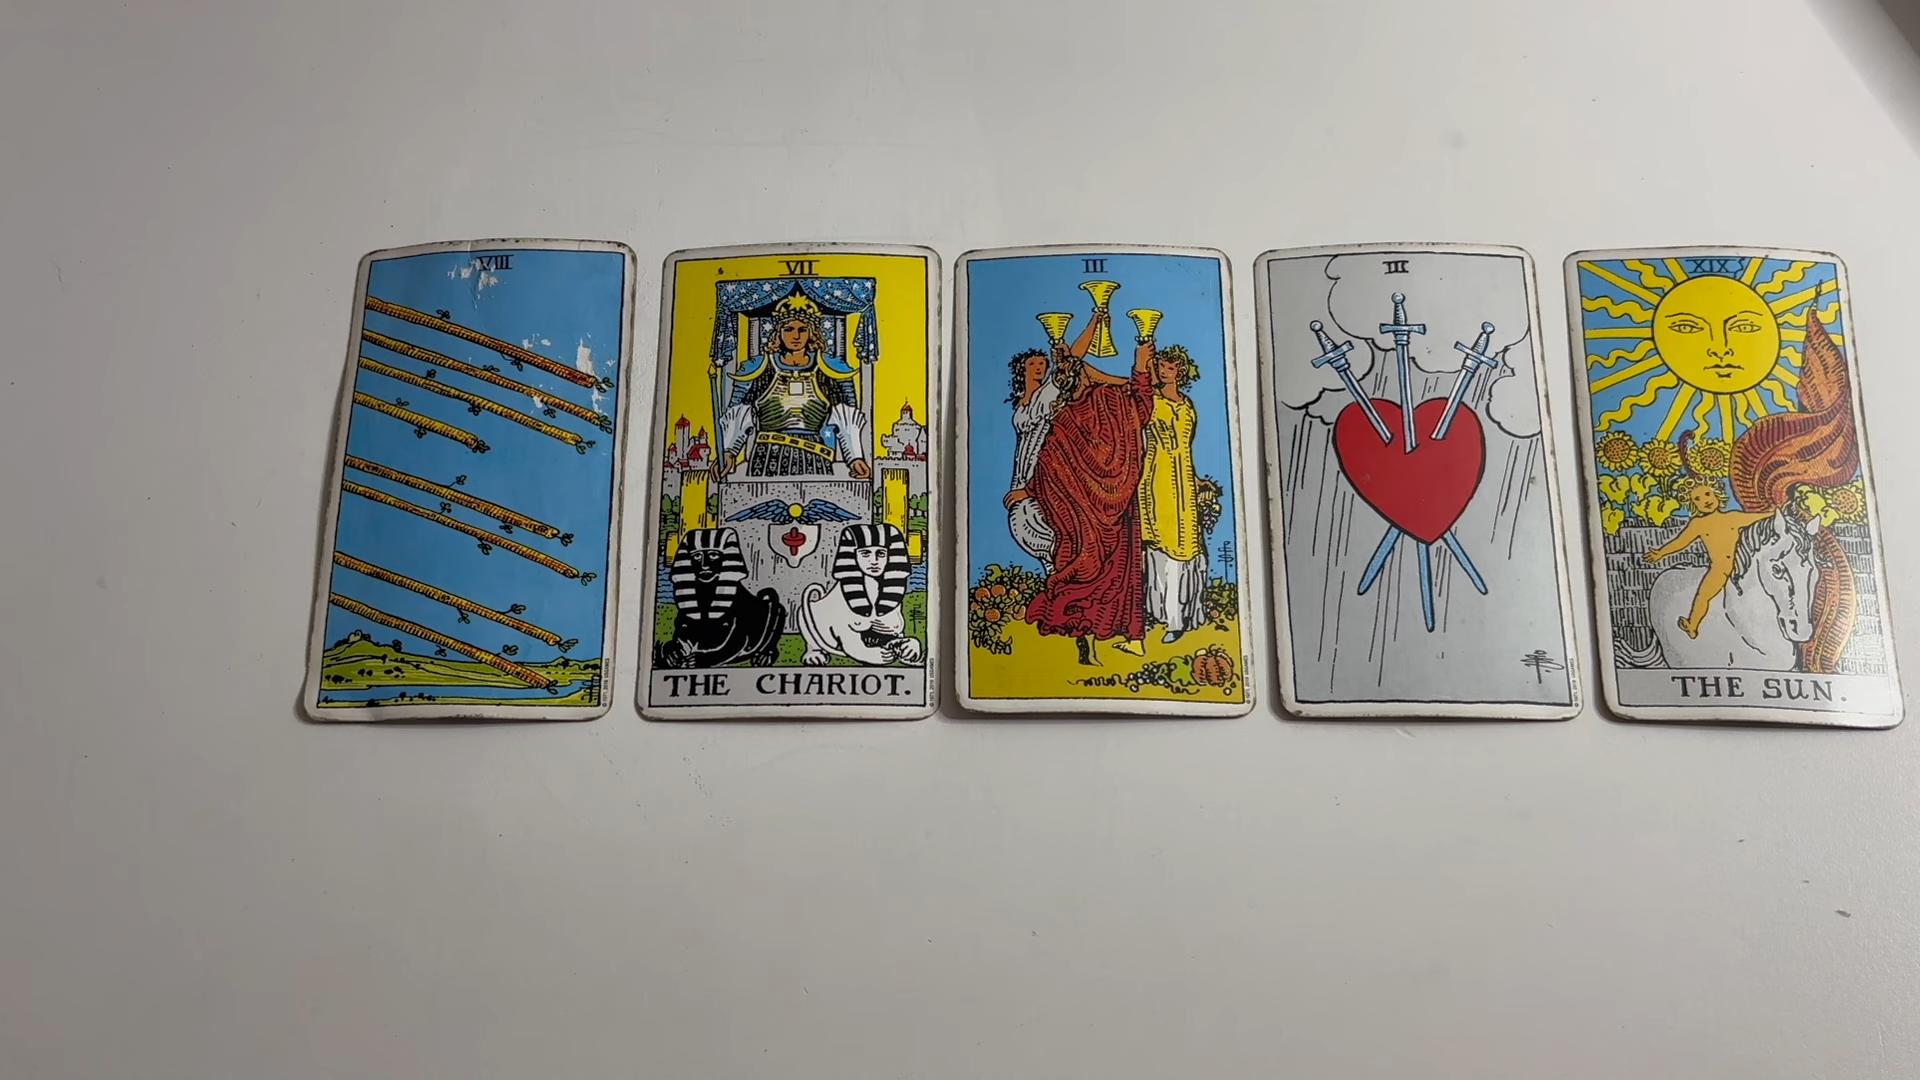 VIII
VII
THE CHARIOT.
III
III
XIX
THE SUN.